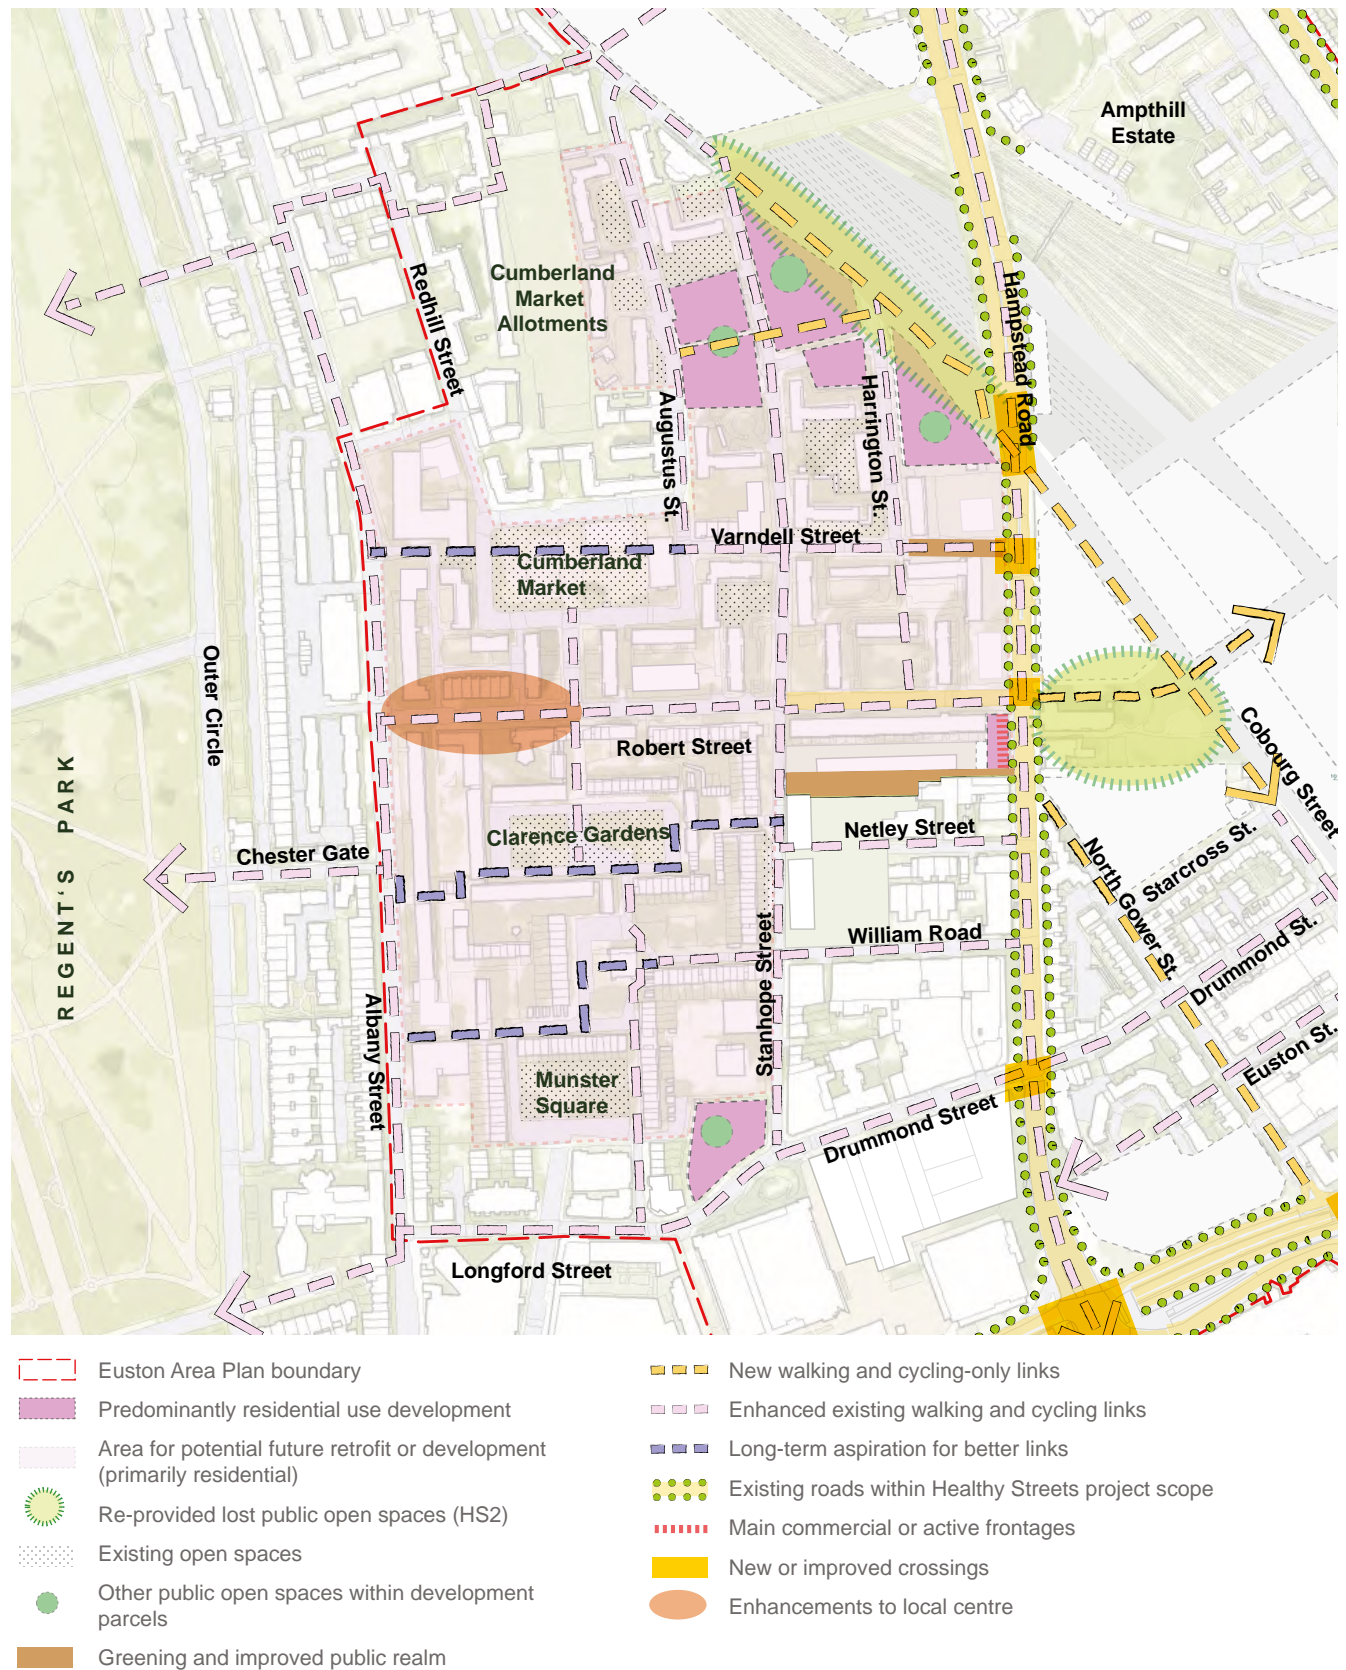 Ampthill
Estate
Cumberland
Market
Allotments
Redhill Street
Hampstead Road
Augustus St.
Harrington St.
Varndell Street
Cumberland
Market
Outer Circle
Robert Street
Cobourg Street
REGENT'S PARK
Clarence Gardens
Netley Street
Chester Gate
Starcross St.
North Gower St.
William Road
Stanhope Street
Drummond St.
Albany Street
Euston St.
Munster
Square
Drummond Street
Longford Street
Euston Area Plan boundary
Predominantly residential use development
Area for potential future retrofit or development
(primarily residential)
Re-provided lost public open spaces (HS2)
Existing open spaces
Other public open spaces within development
parcels
Greening and improved public realm
New walking and cycling-only links
Enhanced existing walking and cycling links
Long-term aspiration for better links
Existing roads within Healthy Streets project scope
Main commercial or active frontages
New or improved crossings
Enhancements to local centre